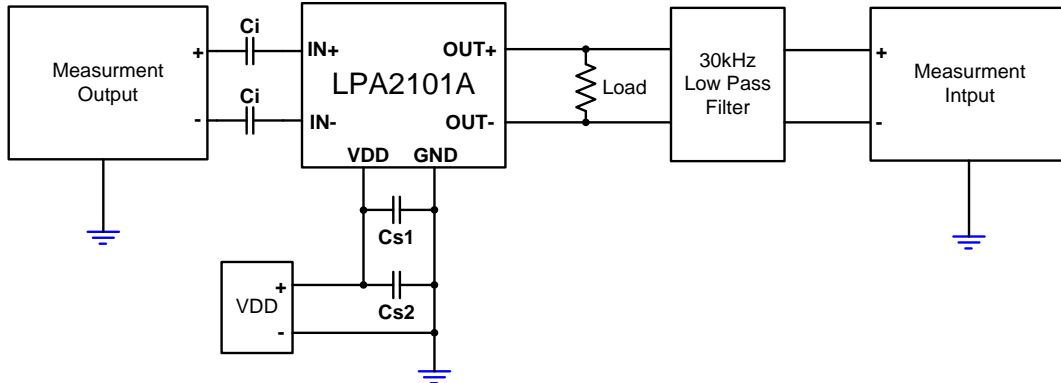 Measurment
Output
+
-
Ci
Ci
IN+
IN-
LPA2101A
OUT+
OUT-
VDD
GND
Load
30kHz
Low Pass
Filter
+
-
Measurment
Intput
Cs1
Cs2
VDD
+
-